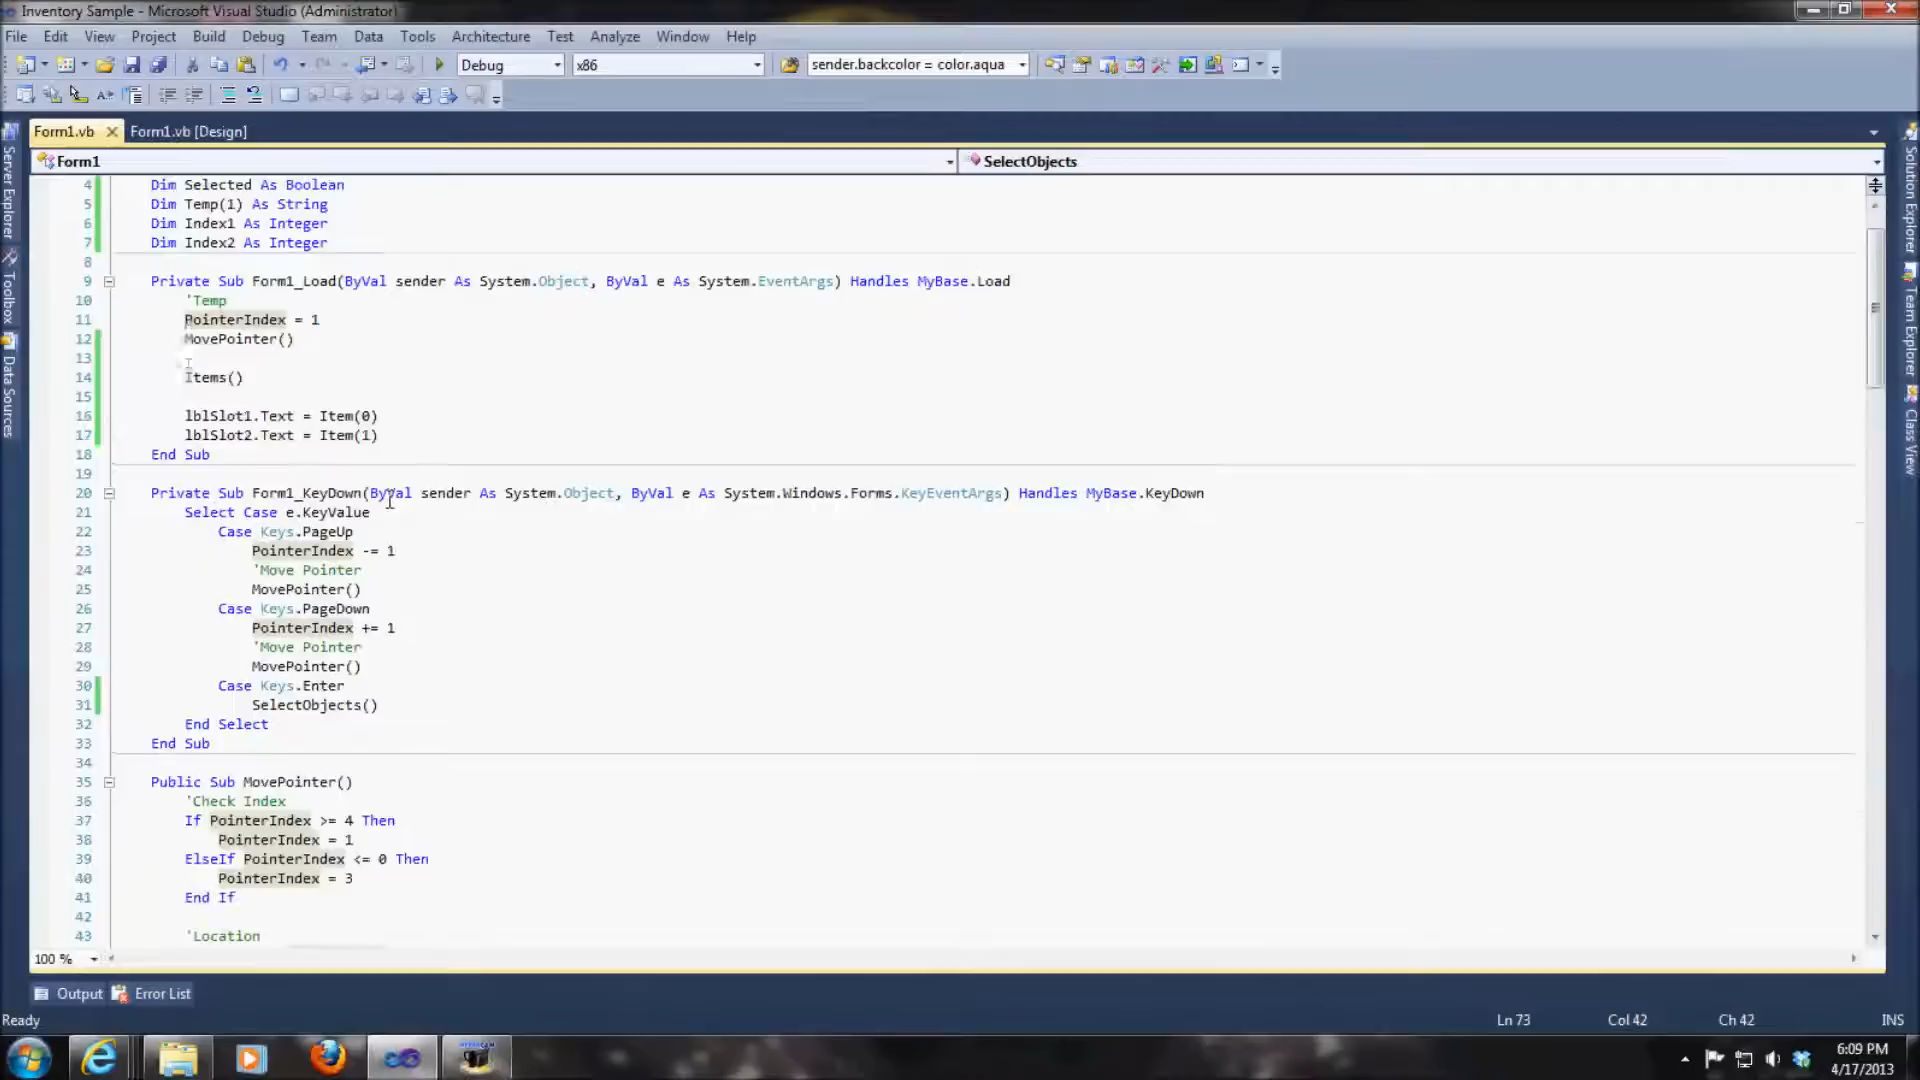 Inventory Sample - Microsoft Visual Studio (Administrator)
File Edit View Project Build Debug Team Data Tools Architecture Test Analyze Window Help
Debug x86 sender.backcolor = color.aqua
Form1.vb Form1.vb [Design]
Form1 SelectObjects
4 Dim Selected As Boolean
5 Dim Temp(1) As String
6 Dim Index1 As Integer
7 Dim Index2 As Integer
8
9 Private Sub Form1_Load(ByVal sender As System.Object, ByVal e As System.EventArgs) Handles MyBase.Load
10 'Temp
11 PointerIndex = 1
12 MovePointer()
13
14 Items()
15
16 lblSlot1.Text = Item(0)
17 lblSlot2.Text = Item(1)
18 End Sub
19
20 Private Sub Form1_KeyDown(ByVal sender As System.Object, ByVal e As System.Windows.Forms.KeyEventArgs) Handles MyBase.KeyDown
21 Select Case e.KeyValue
22 Case Keys.PageUp
23 PointerIndex -= 1
24 'Move Pointer
25 MovePointer()
26 Case Keys.PageDown
27 PointerIndex += 1
28 'Move Pointer
29 MovePointer()
30 Case Keys.Enter
31 SelectObjects()
32 End Select
33 End Sub
34
35 Public Sub MovePointer()
36 'Check Index
37 If PointerIndex >= 4 Then
38 PointerIndex = 1
39 ElseIf PointerIndex <= 0 Then
40 PointerIndex = 3
41 End If
42
43 'Location
100 %
Server Explorer
Toolbox
Data Sources
Solution Explorer
Team Explorer
Class View
Output Error List
Ready Ln 73 Col 42 Ch 42 INS
6:09 PM
4/17/2013